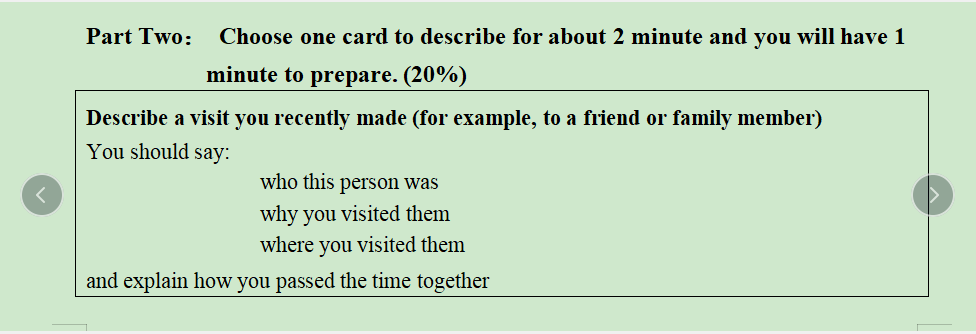 Part Two： Choose one card to describe for about 2 minute and you will have 1
minute to prepare. (20%)
Describe a visit you recently made (for example, to a friend or family member)
You should say:
who this person was
why you visited them
where you visited them
and explain how you passed the time together